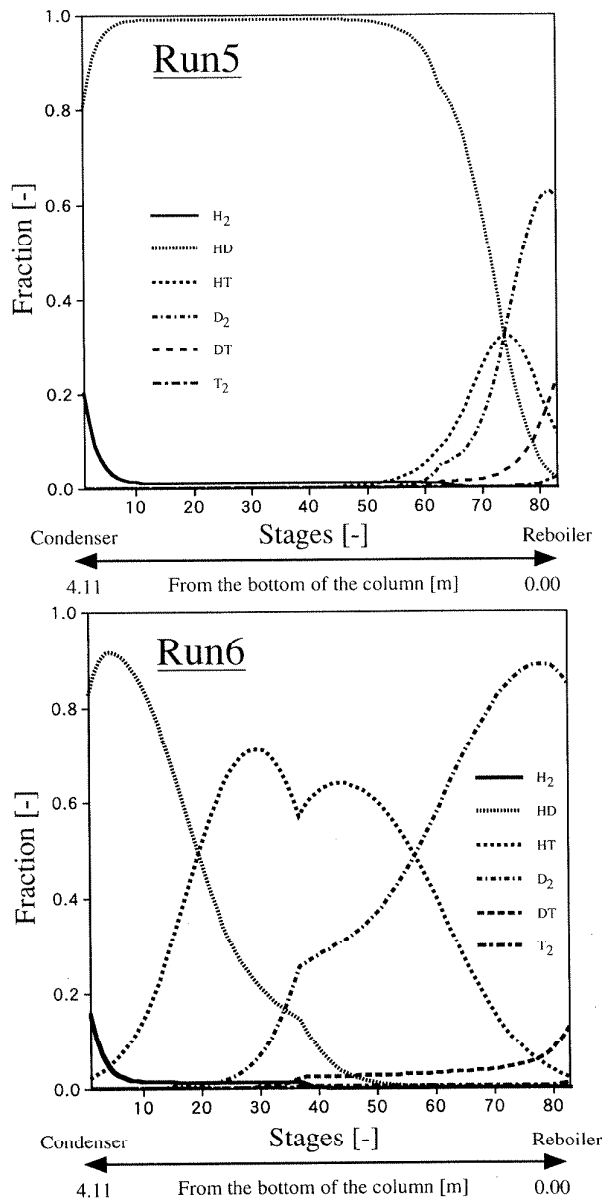 Run5
1.0
0.8
0.6
0.4
0.2
0.0
Fraction [-]
H2
HD
HT
D2
DT
T2
10 20 30 40 50 60 70 80
Condenser Stages [-] Reboiler
4.11 From the bottom of the column [m] 0.00
Run6
1.0
0.8
0.6
0.4
0.2
0.0
Fraction [-]
H2
HD
HT
D2
DT
T2
10 20 30 40 50 60 70 80
Condenser Stages [-] Reboiler
4.11 From the bottom of the column [m] 0.00